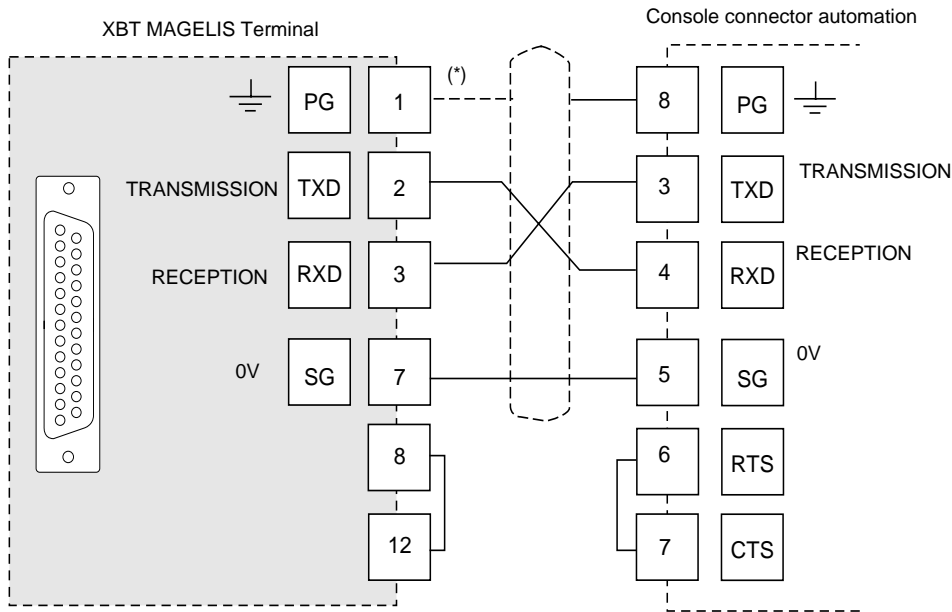 XBT MAGELIS Terminal
Console connector automation
PG 1 (*) 8 PG
TRANSMISSION TXD 2 3 TXD TRANSMISSION
RECEPTION RXD 3 4 RXD RECEPTION
0V SG 7 5 SG 0V
8 6 RTS
12 7 CTS